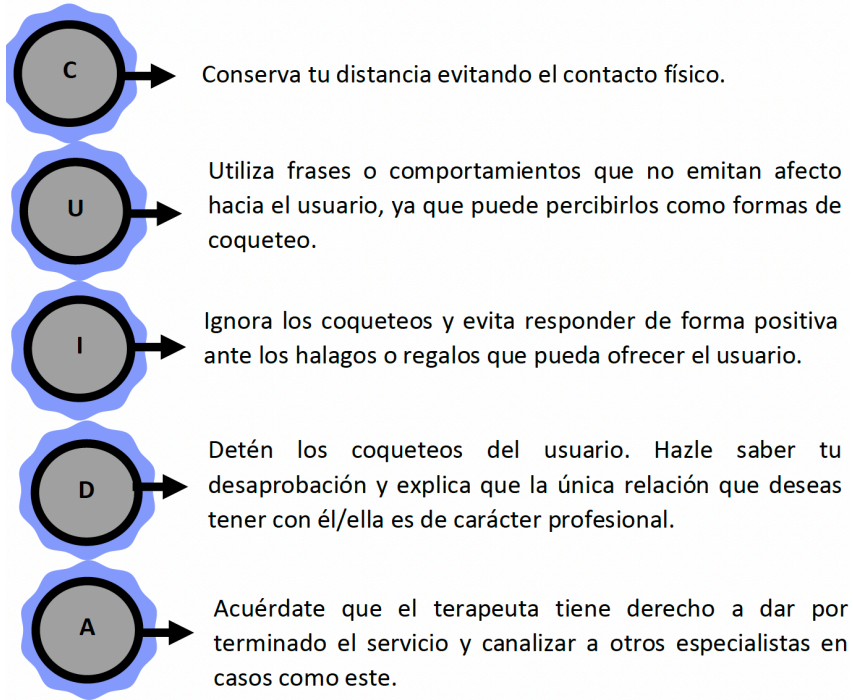 C
Conserva tu distancia evitando el contacto físico.
U
Utiliza frases o comportamientos que no emitan afecto
hacia el usuario, ya que puede percibirlos como formas de
coqueteo.
I
Ignora los coqueteos y evita responder de forma positiva
ante los halagos o regalos que pueda ofrecer el usuario.
D
Detén los coqueteos del usuario. Hazle saber tu
desaprobación y explica que la única relación que deseas
tener con él/ella es de carácter profesional.
A
Acuérdate que el terapeuta tiene derecho a dar por
terminado el servicio y canalizar a otros especialistas en
casos como este.